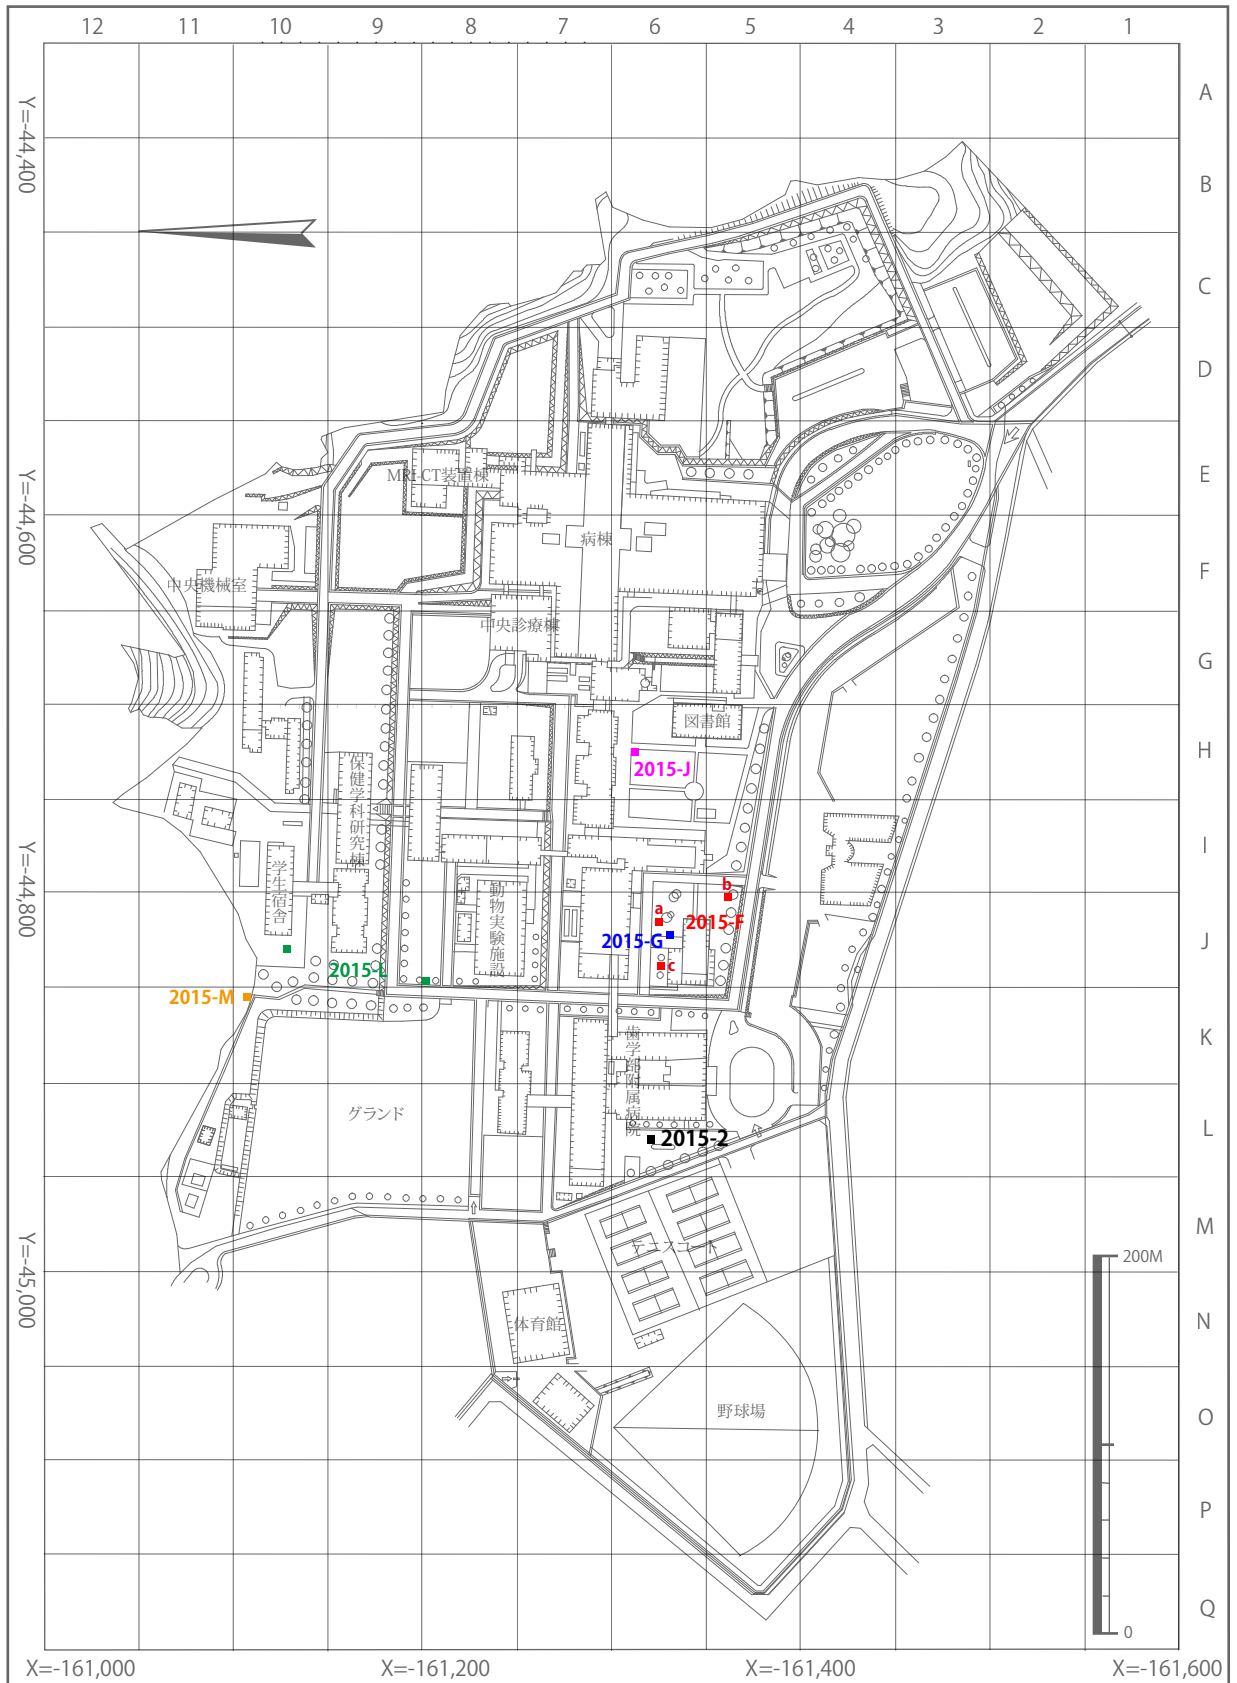 12 11 10 9 8 7 6 5 4 3 2 1
A
Y=-44,400
B
C
D
E
MRI-CT装置棟
Y=-44,600
病棟
F
中央機械室
中央診療棟
G
図書館
H
2015-J
保健学科研究棟
I
Y=-44,800
学生宿舎
動物実験施設
b
a
2015-F
2015-G
J
c
2015-L
2015-M
K
歯学部附属病院
グランド
L
2015-2
M
テニスコート
Y=-45,000
200M
N
体育館
野球場
O
P
Q
0
X=-161,000 X=-161,200 X=-161,400 X=-161,600